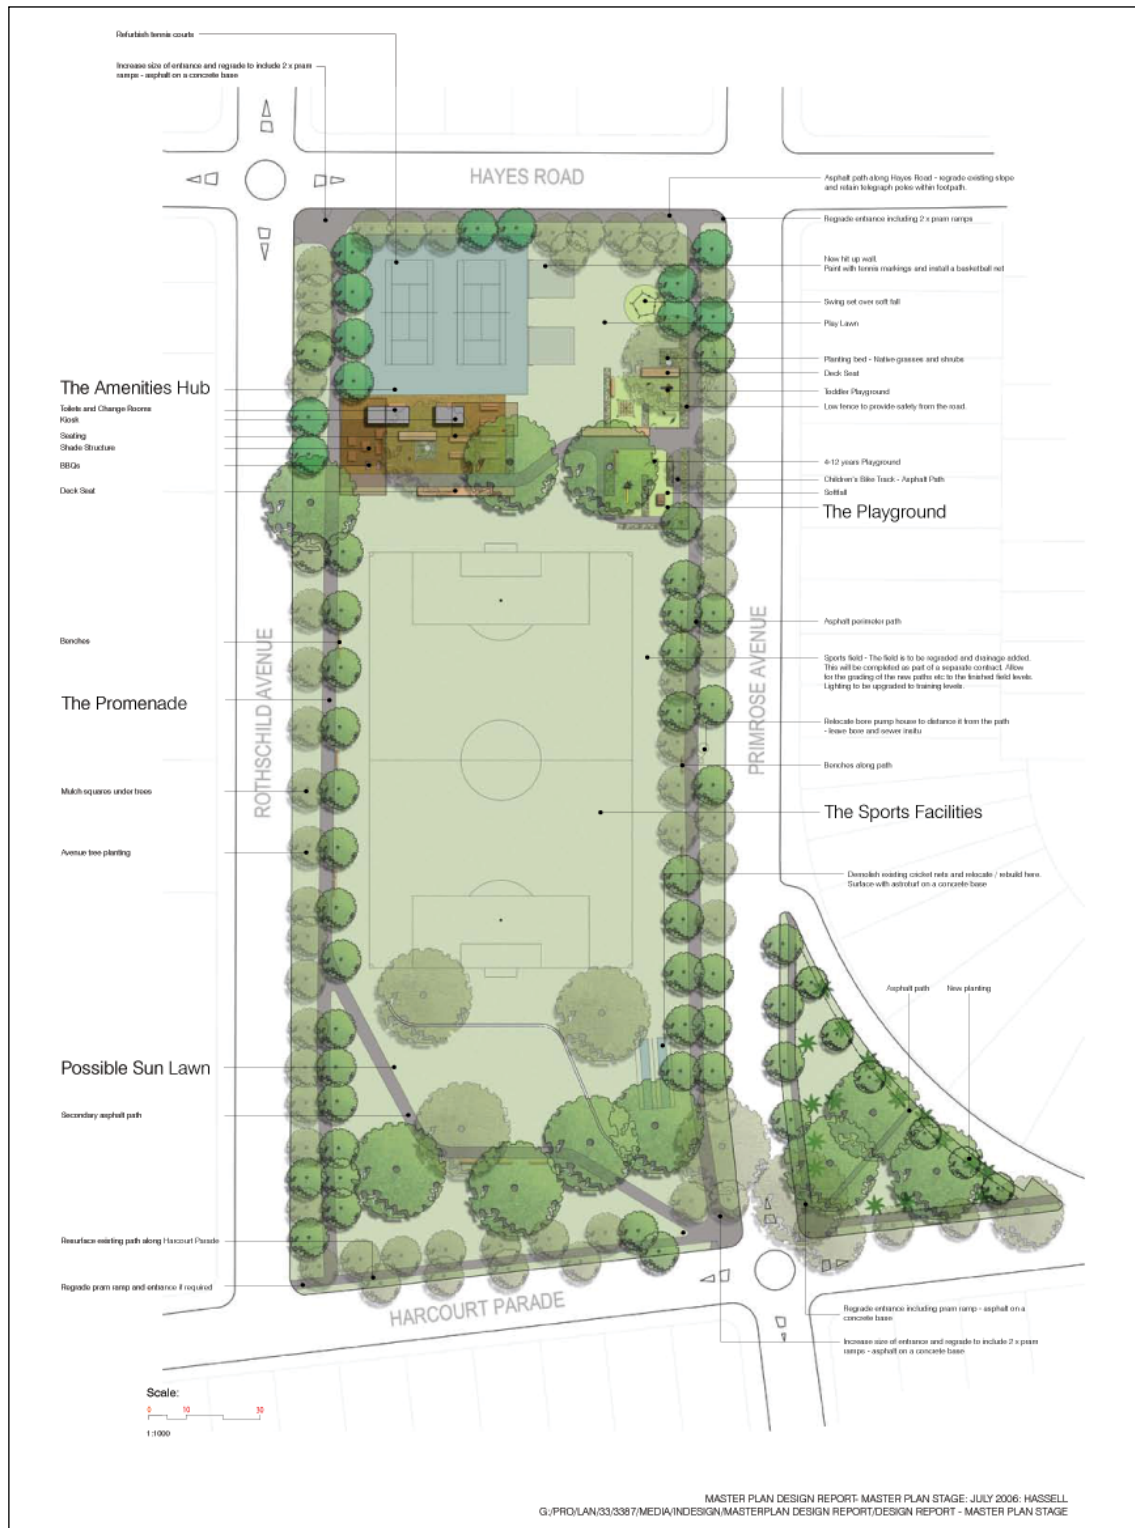 Refurbish tennis courts
Increase size of entrance and regrade to include 2 x pram
ramps - asphalt on a concrete base
HAYES ROAD
Asphalt path along Hayes Road - regrade existing slope
and retain telegraph poles within footpath.
Regrade entrance including 2 x pram ramps
New hit up wall.
Paint with tennis markings and install a basketball net
Swing set over soft fall
Play Lawn
Planting bed - Native grasses and shrubs
Deck Seat
Toddler Playground
Low fence to provide safety from the road.
The Amenities Hub
Toilets and Change Rooms
Kiosk
Seating
Shade Structure
BBQs
Deck Seat
4-12 years Playground
Children's Bike Track - Asphalt Path
Softfall
The Playground
ROTHSCHILD AVENUE
PRIMROSE AVENUE
Benches
The Promenade
Mulch squares under trees
Avenue tree planting
Asphalt perimeter path
Sports field - The field is to be regraded and drainage added.
This will be completed as part of a separate contract. Allow
for the grading of the new paths etc to the finished field levels.
Lighting to be upgraded to training levels.
Relocate bore pump house to distance it from the path
- leave bore and sewer insitu
Benches along path
The Sports Facilities
Demolish existing cricket nets and relocate / rebuild here.
Surface with astroturf on a concrete base
Asphalt path
New planting
Possible Sun Lawn
Secondary asphalt path
Resurface existing path along Harcourt Parade
Regrade pram ramp and entrance if required
HARCOURT PARADE
Regrade entrance including pram ramp - asphalt on a
concrete base
Increase size of entrance and regrade to include 2 x pram
ramps - asphalt on a concrete base
Scale:
0 10 30
1:1000
MASTER PLAN DESIGN REPORT- MASTER PLAN STAGE: JULY 2006: HASSELL
G:/PRO/LAN/33/3387/MEDIA/INDESIGN/MASTERPLAN DESIGN REPORT/DESIGN REPORT - MASTER PLAN STAGE